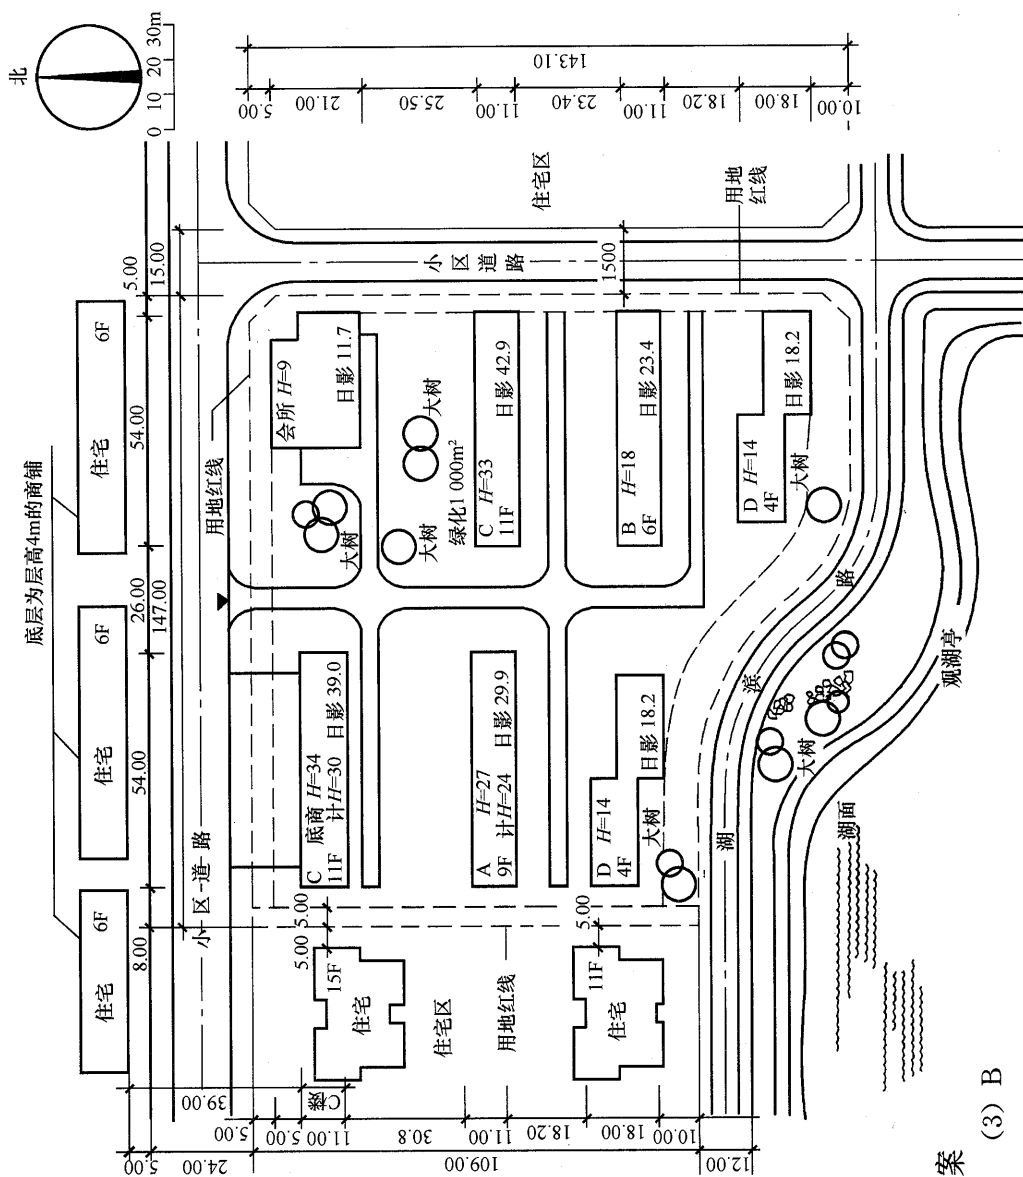 北
0 10 20 30m
底层为层高4m的商铺
住宅 6F
住宅 6F
住宅 6F
8.00
54.00
26.00
54.00
5.00
147.00
15.00
小区道路
用地红线
会所 H=9
日影 11.7
大树
大树
大树
绿化1 000m²
C H=33
11F
日影 42.9
B H=18
6F
日影 23.4
D H=14
4F
日影 18.2
大树
C 底商 H=34
11F 计H=30
日影 39.0
A H=27
9F 计H=24
日影 29.9
D H=14
4F
日影 18.2
大树
小区道路
1500
住宅区
用地
红线
5.00
5.00
15F
住宅
住宅区
用地红线
5.00
11F
住宅
湖滨路
大树
观湖亭
湖面
5.00
21.00
25.50
11.00
23.40
11.00
18.20
18.00
10.00
143.10
39.00
C楼
5.00
24.00
5.00
5.00
11.00
30.8
11.00
18.20
18.00
10.00
109.00
12.00
案
(3) B